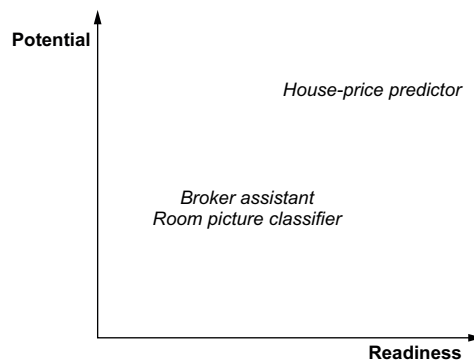 Potential
House-price predictor
Broker assistant
Room picture classifier
Readiness